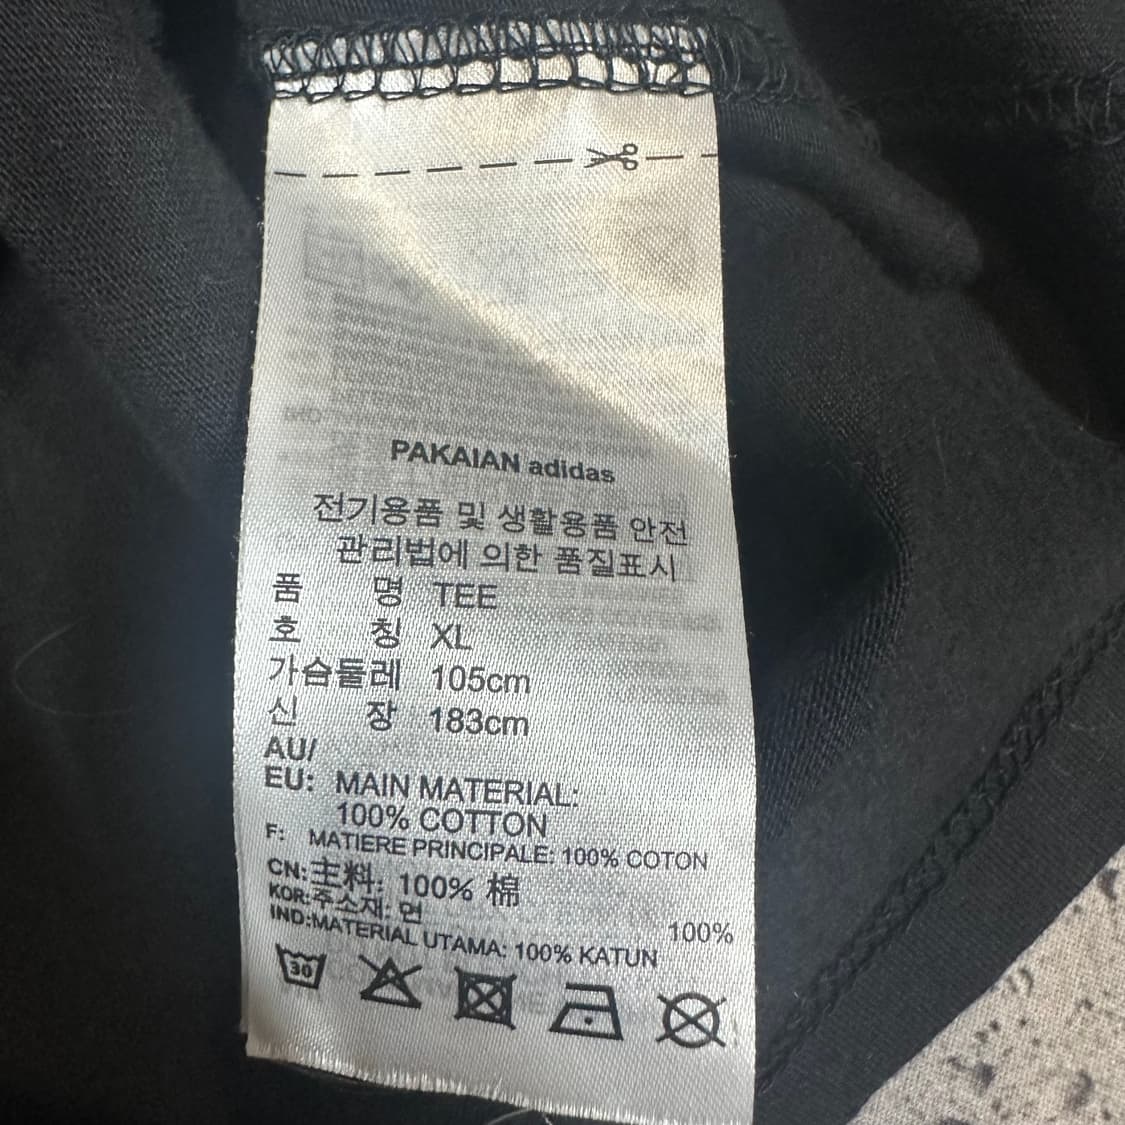 PAKAIAN adidas
전기용품 및 생활용품 안전
관리법에 의한 품질표시
품 명 TEE
호 칭 XL
가슴둘레 105cm
신 장 183cm
AU/
EU: MAIN MATERIAL:
100% COTTON
F: MATIERE PRINCIPALE: 100% COTON
CN:主料: 100% 棉
KOR:주소재: 면 100%
IND:MATERIAL UTAMA: 100% KATUN
30